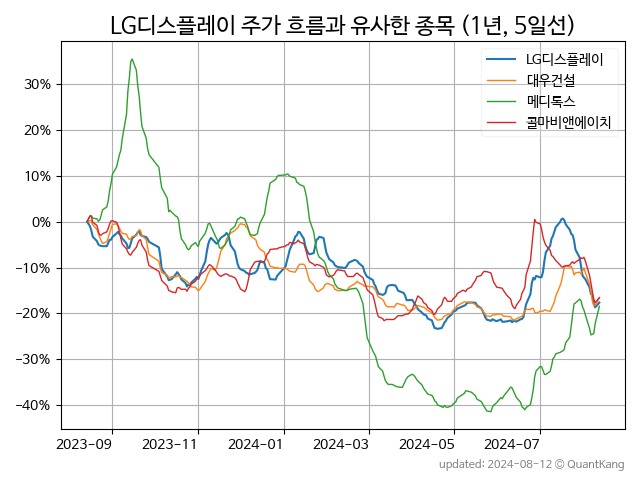 LG디스플레이 주가 흐름과 유사한 종목 (1년, 5일선)
LG디스플레이
대우건설
메디톡스
콜마비앤에이치
30%
20%
10%
0%
−10%
−20%
−30%
−40%
2023-09 2023-11 2024-01 2024-03 2024-05 2024-07
updated: 2024-08-12 © QuantKang